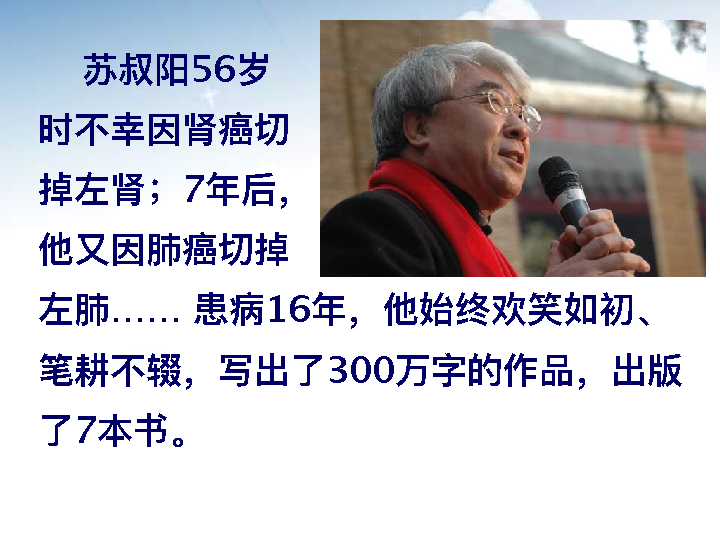 苏叔阳56岁
时不幸因肾癌切
掉左肾；7年后，
他又因肺癌切掉
左肺…… 患病16年，他始终欢笑如初、
笔耕不辍，写出了300万字的作品，出版
了7本书。